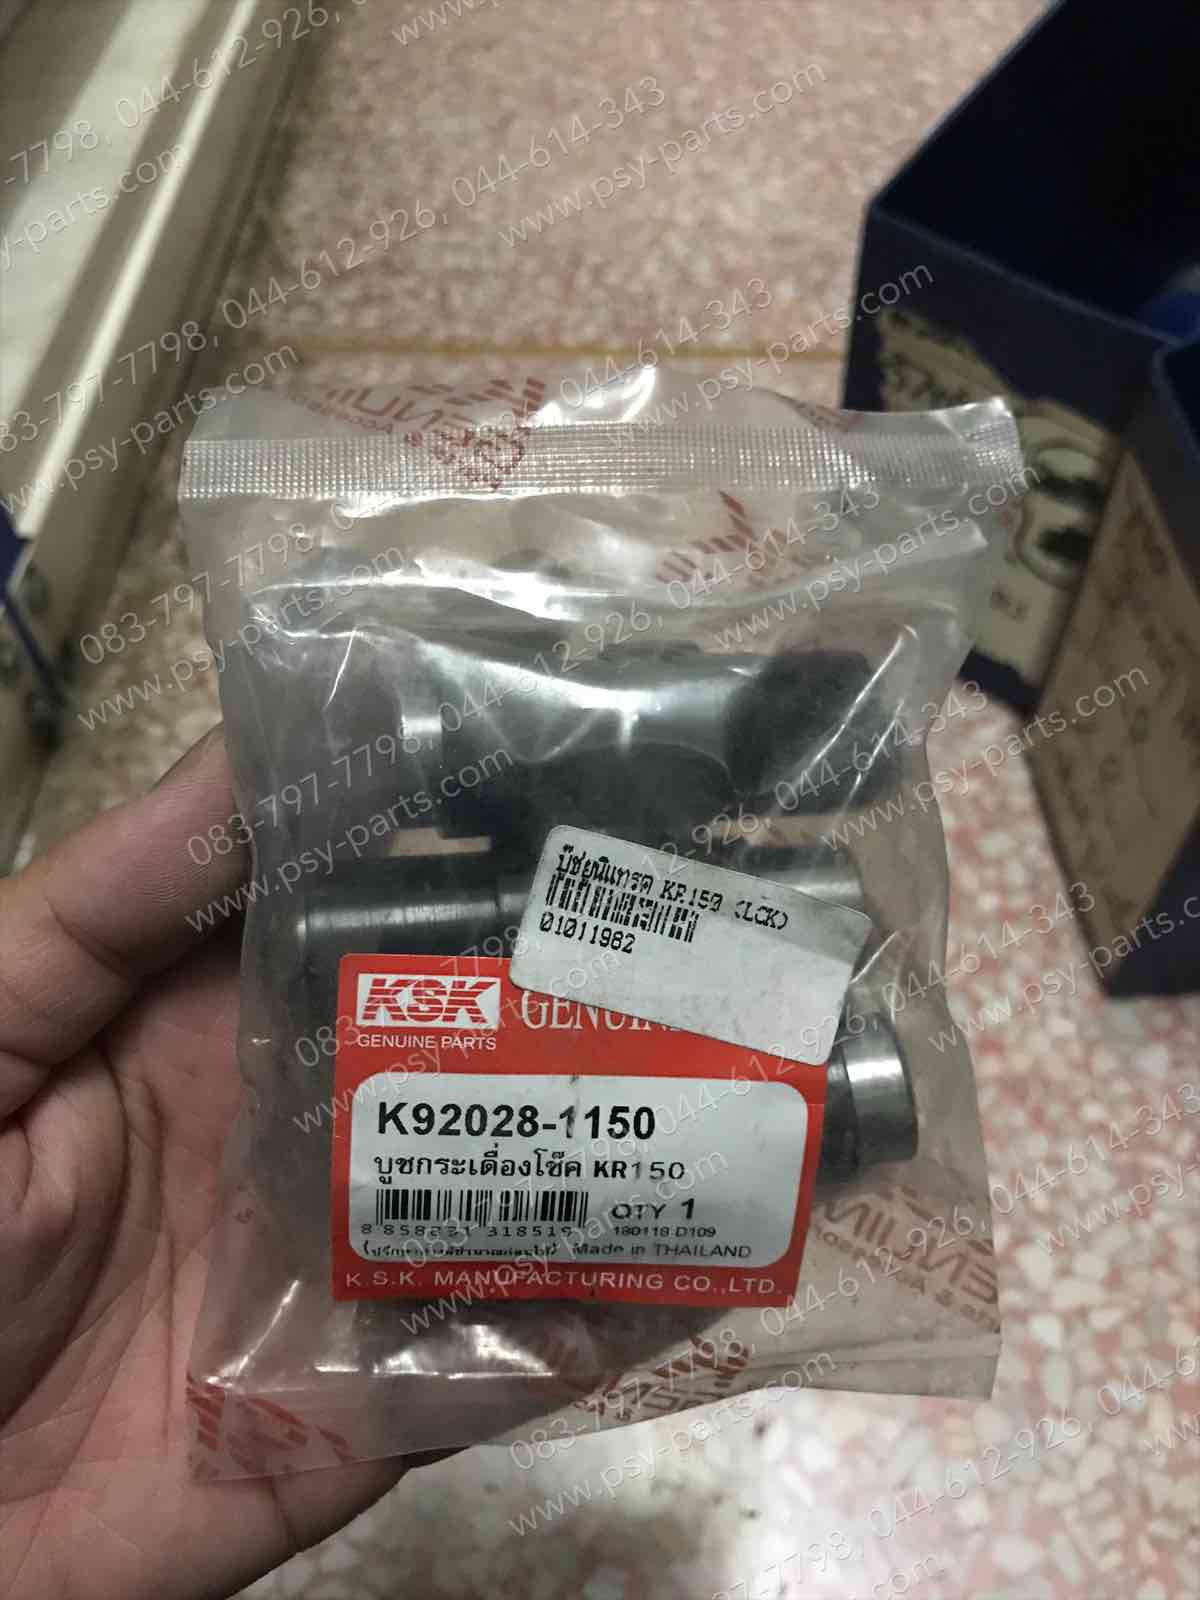 บู๊ชยูนิแทรค KR150 (LCK)
01011982
KSK
GENUINE PARTS
GENUINE
K92028-1150
บูชกระเดื่องโช๊ค KR150
QTY 1
180118 D109
Made in THAILAND
K.S.K. MANUFACTURING CO.,LTD.
083-797-7798, 044-612-926, 044-614-343
www.psy-parts.com